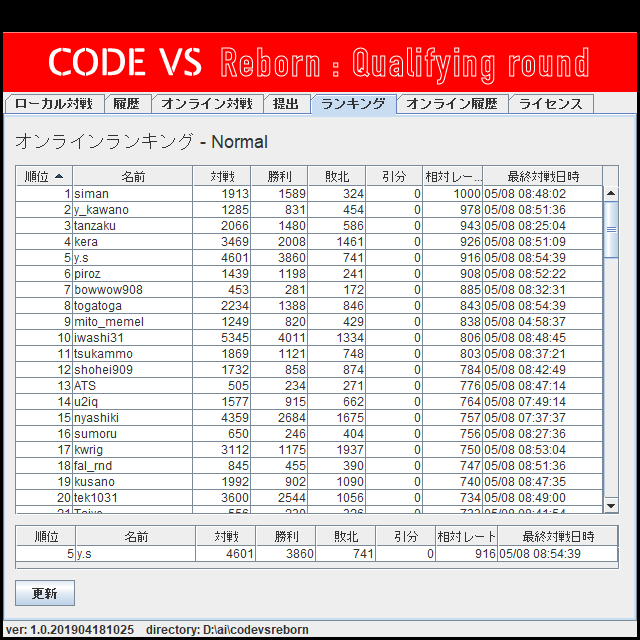 CODE VS Reborn : Qualifying round
ローカル対戦 履歴 オンライン対戦 提出 ランキング オンライン履歴 ライセンス
オンラインランキング - Normal
順位 名前 対戦 勝利 敗北 引分 相対レー... 最終対戦日時
1 siman 1913 1589 324 0 1000 05/08 08:48:02
2 y_kawano 1285 831 454 0 978 05/08 08:51:36
3 tanzaku 2066 1480 586 0 943 05/08 08:25:04
4 kera 3469 2008 1461 0 926 05/08 08:51:09
5 y.s 4601 3860 741 0 916 05/08 08:54:39
6 piroz 1439 1198 241 0 908 05/08 08:52:22
7 bowwow908 453 281 172 0 885 05/08 08:32:31
8 togatoga 2234 1388 846 0 843 05/08 08:54:39
9 mito_memel 1249 820 429 0 838 05/08 04:58:37
10 iwashi31 5345 4011 1334 0 806 05/08 08:48:45
11 tsukammo 1869 1121 748 0 803 05/08 08:37:21
12 shohei909 1732 858 874 0 784 05/08 08:42:49
13 ATS 505 234 271 0 776 05/08 08:47:14
14 u2iq 1577 915 662 0 764 05/08 07:49:14
15 nyashiki 4359 2684 1675 0 757 05/08 07:37:37
16 sumoru 650 246 404 0 756 05/08 08:27:36
17 kwrig 3112 1175 1937 0 750 05/08 08:53:04
18 fal_rnd 845 455 390 0 747 05/08 08:51:36
19 kusano 1992 902 1090 0 740 05/08 08:47:35
20 tek1031 3600 2544 1056 0 734 05/08 08:49:00
順位 名前 対戦 勝利 敗北 引分 相対レート 最終対戦日時
5 y.s 4601 3860 741 0 916 05/08 08:54:39
更新
ver: 1.0.201904181025 directory: D:\ai\codevsreborn